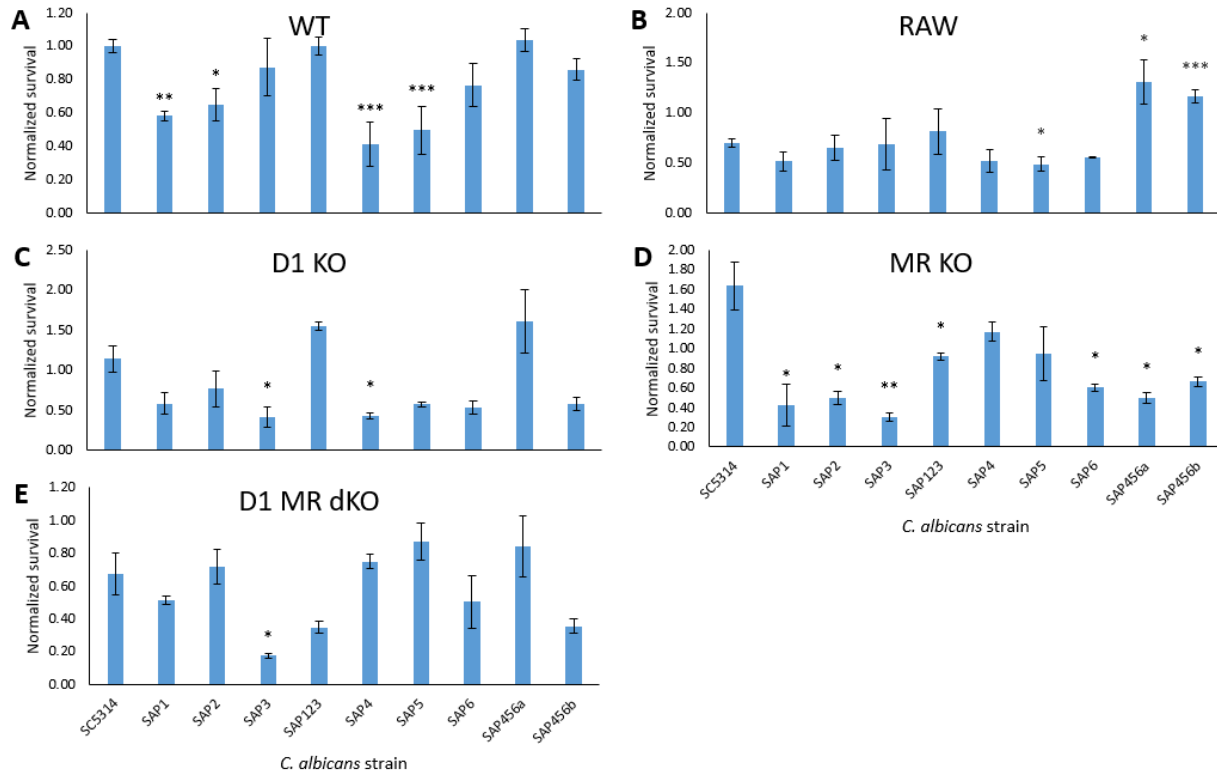 A
WT
Normalized survival
1.20
1.00
0.80
0.60
0.40
0.20
0.00
**
*
***
***
B
RAW
Normalized survival
2.00
1.50
1.00
0.50
0.00
*
*
***
C
D1 KO
Normalized survival
2.50
2.00
1.50
1.00
0.50
0.00
*
*
D
MR KO
Normalized survival
2.00
1.80
1.60
1.40
1.20
1.00
0.80
0.60
0.40
0.20
0.00
*
*
**
*
*
*
*
SC5314
SAP1
SAP2
SAP3
SAP123
SAP4
SAP5
SAP6
SAP456a
SAP456b
C. albicans strain
E
D1 MR dKO
Normalized survival
1.20
1.00
0.80
0.60
0.40
0.20
0.00
*
SC5314
SAP1
SAP2
SAP3
SAP123
SAP4
SAP5
SAP6
SAP456a
SAP456b
C. albicans strain